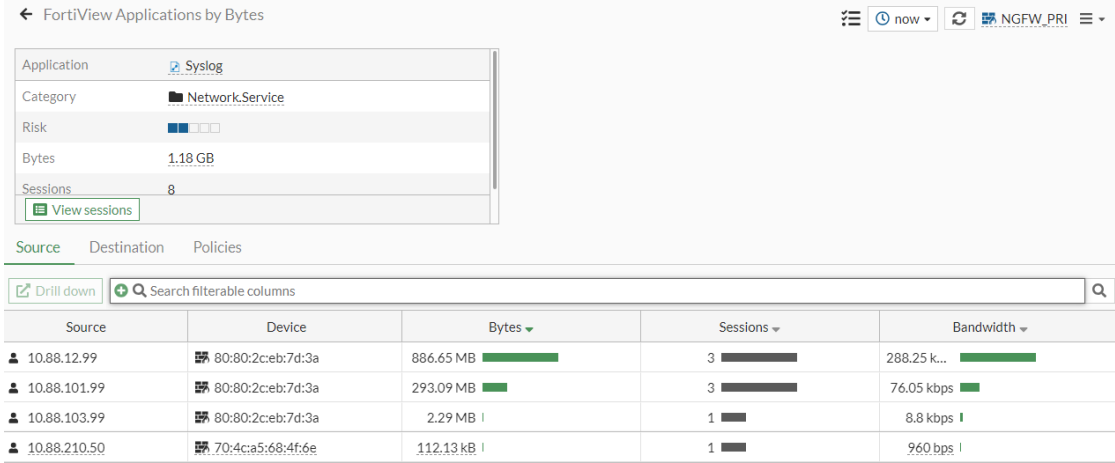 FortiView Applications by Bytes
now
NGFW_PRI
Application Syslog
Category Network.Service
Risk
Bytes 1.18 GB
Sessions 8
View sessions
Source Destination Policies
Drill down Search filterable columns
Source Device Bytes Sessions Bandwidth
10.88.12.99 80:80:2c:eb:7d:3a 886.65 MB 3 288.25 k...
10.88.101.99 80:80:2c:eb:7d:3a 293.09 MB 3 76.05 kbps
10.88.103.99 80:80:2c:eb:7d:3a 2.29 MB 1 8.8 kbps
10.88.210.50 70:4c:a5:68:4f:6e 112.13 kB 1 960 bps